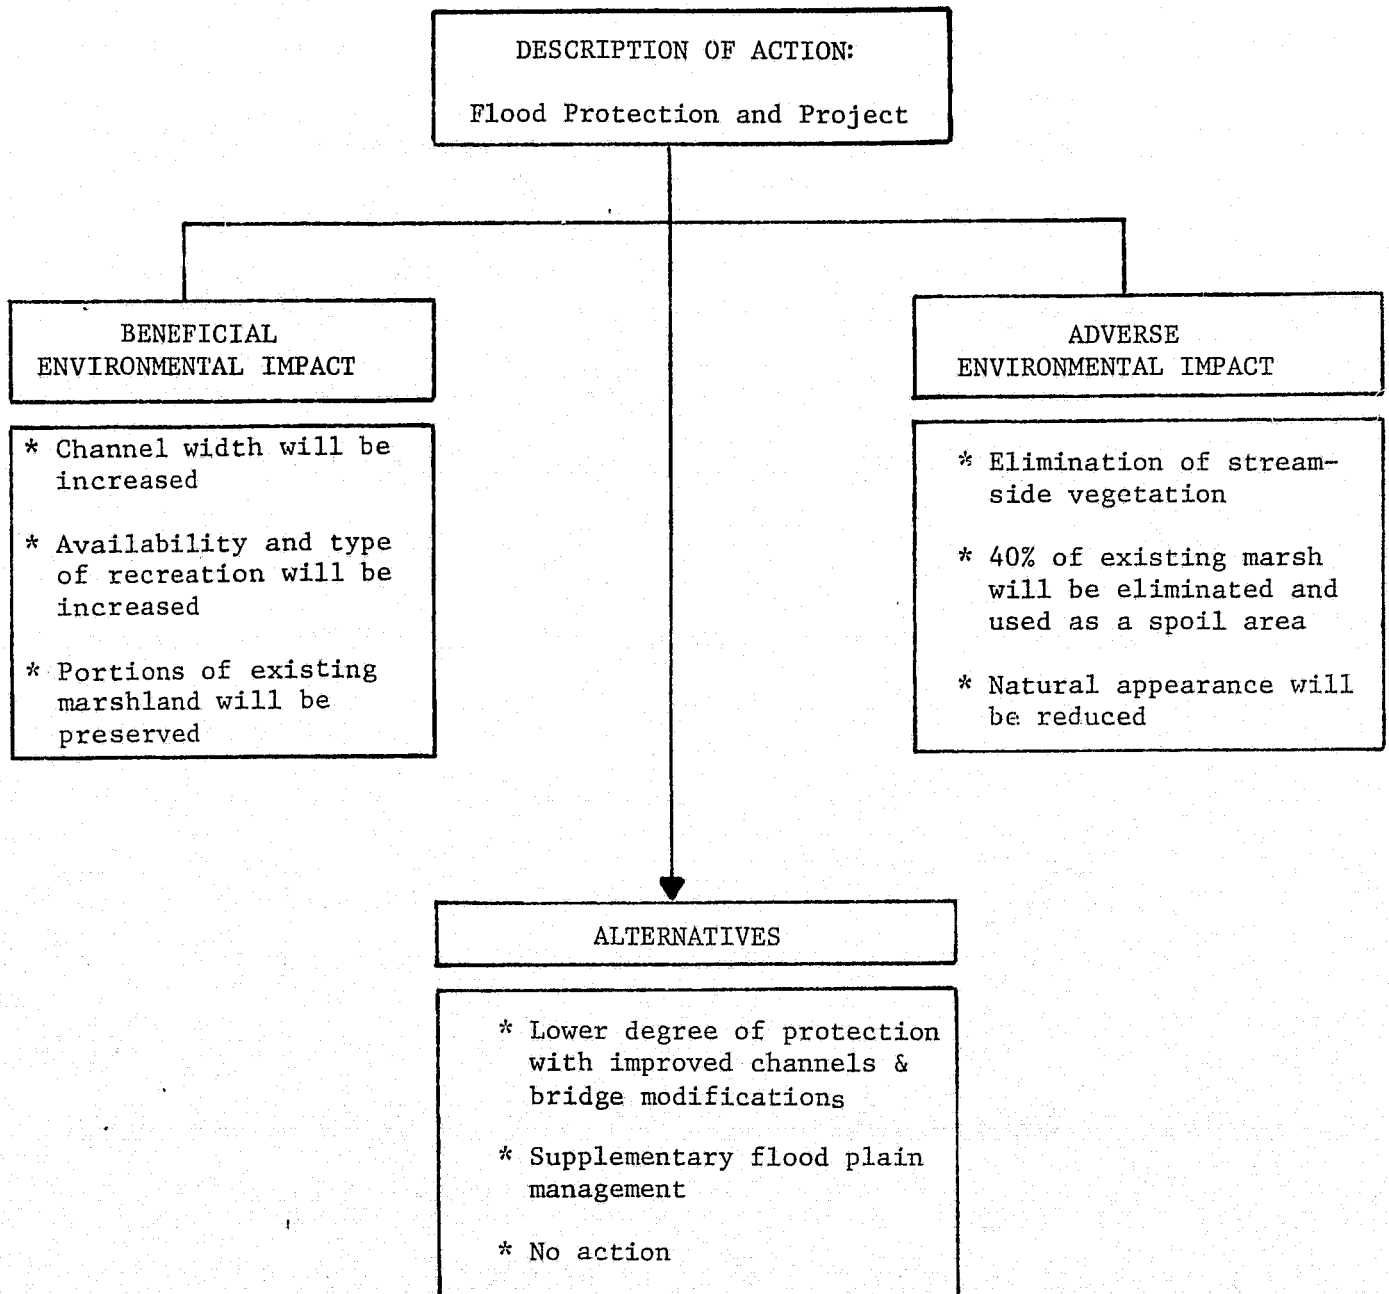 DESCRIPTION OF ACTION:
Flood Protection and Project
BENEFICIAL
ENVIRONMENTAL IMPACT
* Channel width will be
increased
* Availability and type
of recreation will be
increased
* Portions of existing
marshland will be
preserved
ADVERSE
ENVIRONMENTAL IMPACT
* Elimination of stream-
side vegetation
* 40% of existing marsh
will be eliminated and
used as a spoil area
* Natural appearance will
be reduced
ALTERNATIVES
* Lower degree of protection
with improved channels &
bridge modifications
* Supplementary flood plain
management
* No action